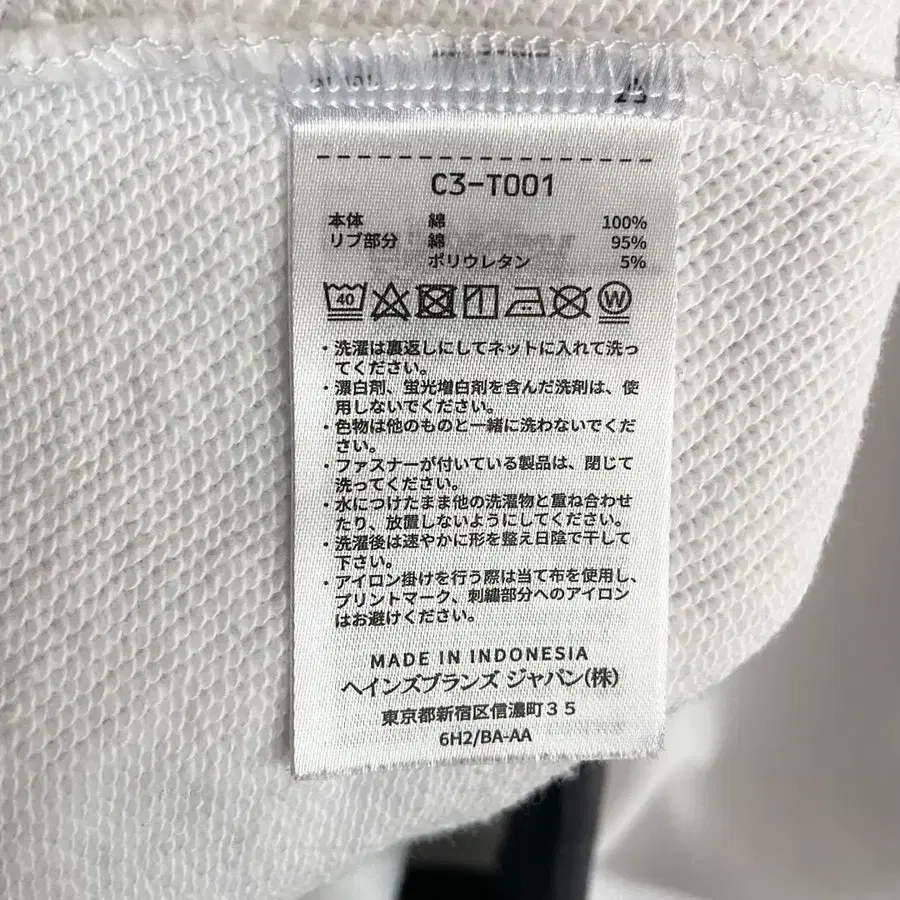 C3-T001
本体 綿 100%
リブ部分 綿 95%
ポリウレタン 5%
40
W
・洗濯は裏返しにしてネットに入れて洗っ
てください。
・漂白剤、蛍光増白剤を含んだ洗剤は、使
用しないでください。
・色物は他のものと一緒に洗わないでくだ
さい。
・ファスナーが付いている製品は、閉じて
洗ってください。
・水につけたまま他の洗濯物と重ね合わせ
たり、放置しないようにしてください。
・洗濯後は速やかに形を整え日陰で干して
下さい。
・アイロン掛けを行う際は当て布を使用し、
プリントマーク、刺繍部分へのアイロン
はお避けください。
MADE IN INDONESIA
ヘインズブランズ ジャパン(株)
東京都新宿区信濃町３５
6H2/BA-AA